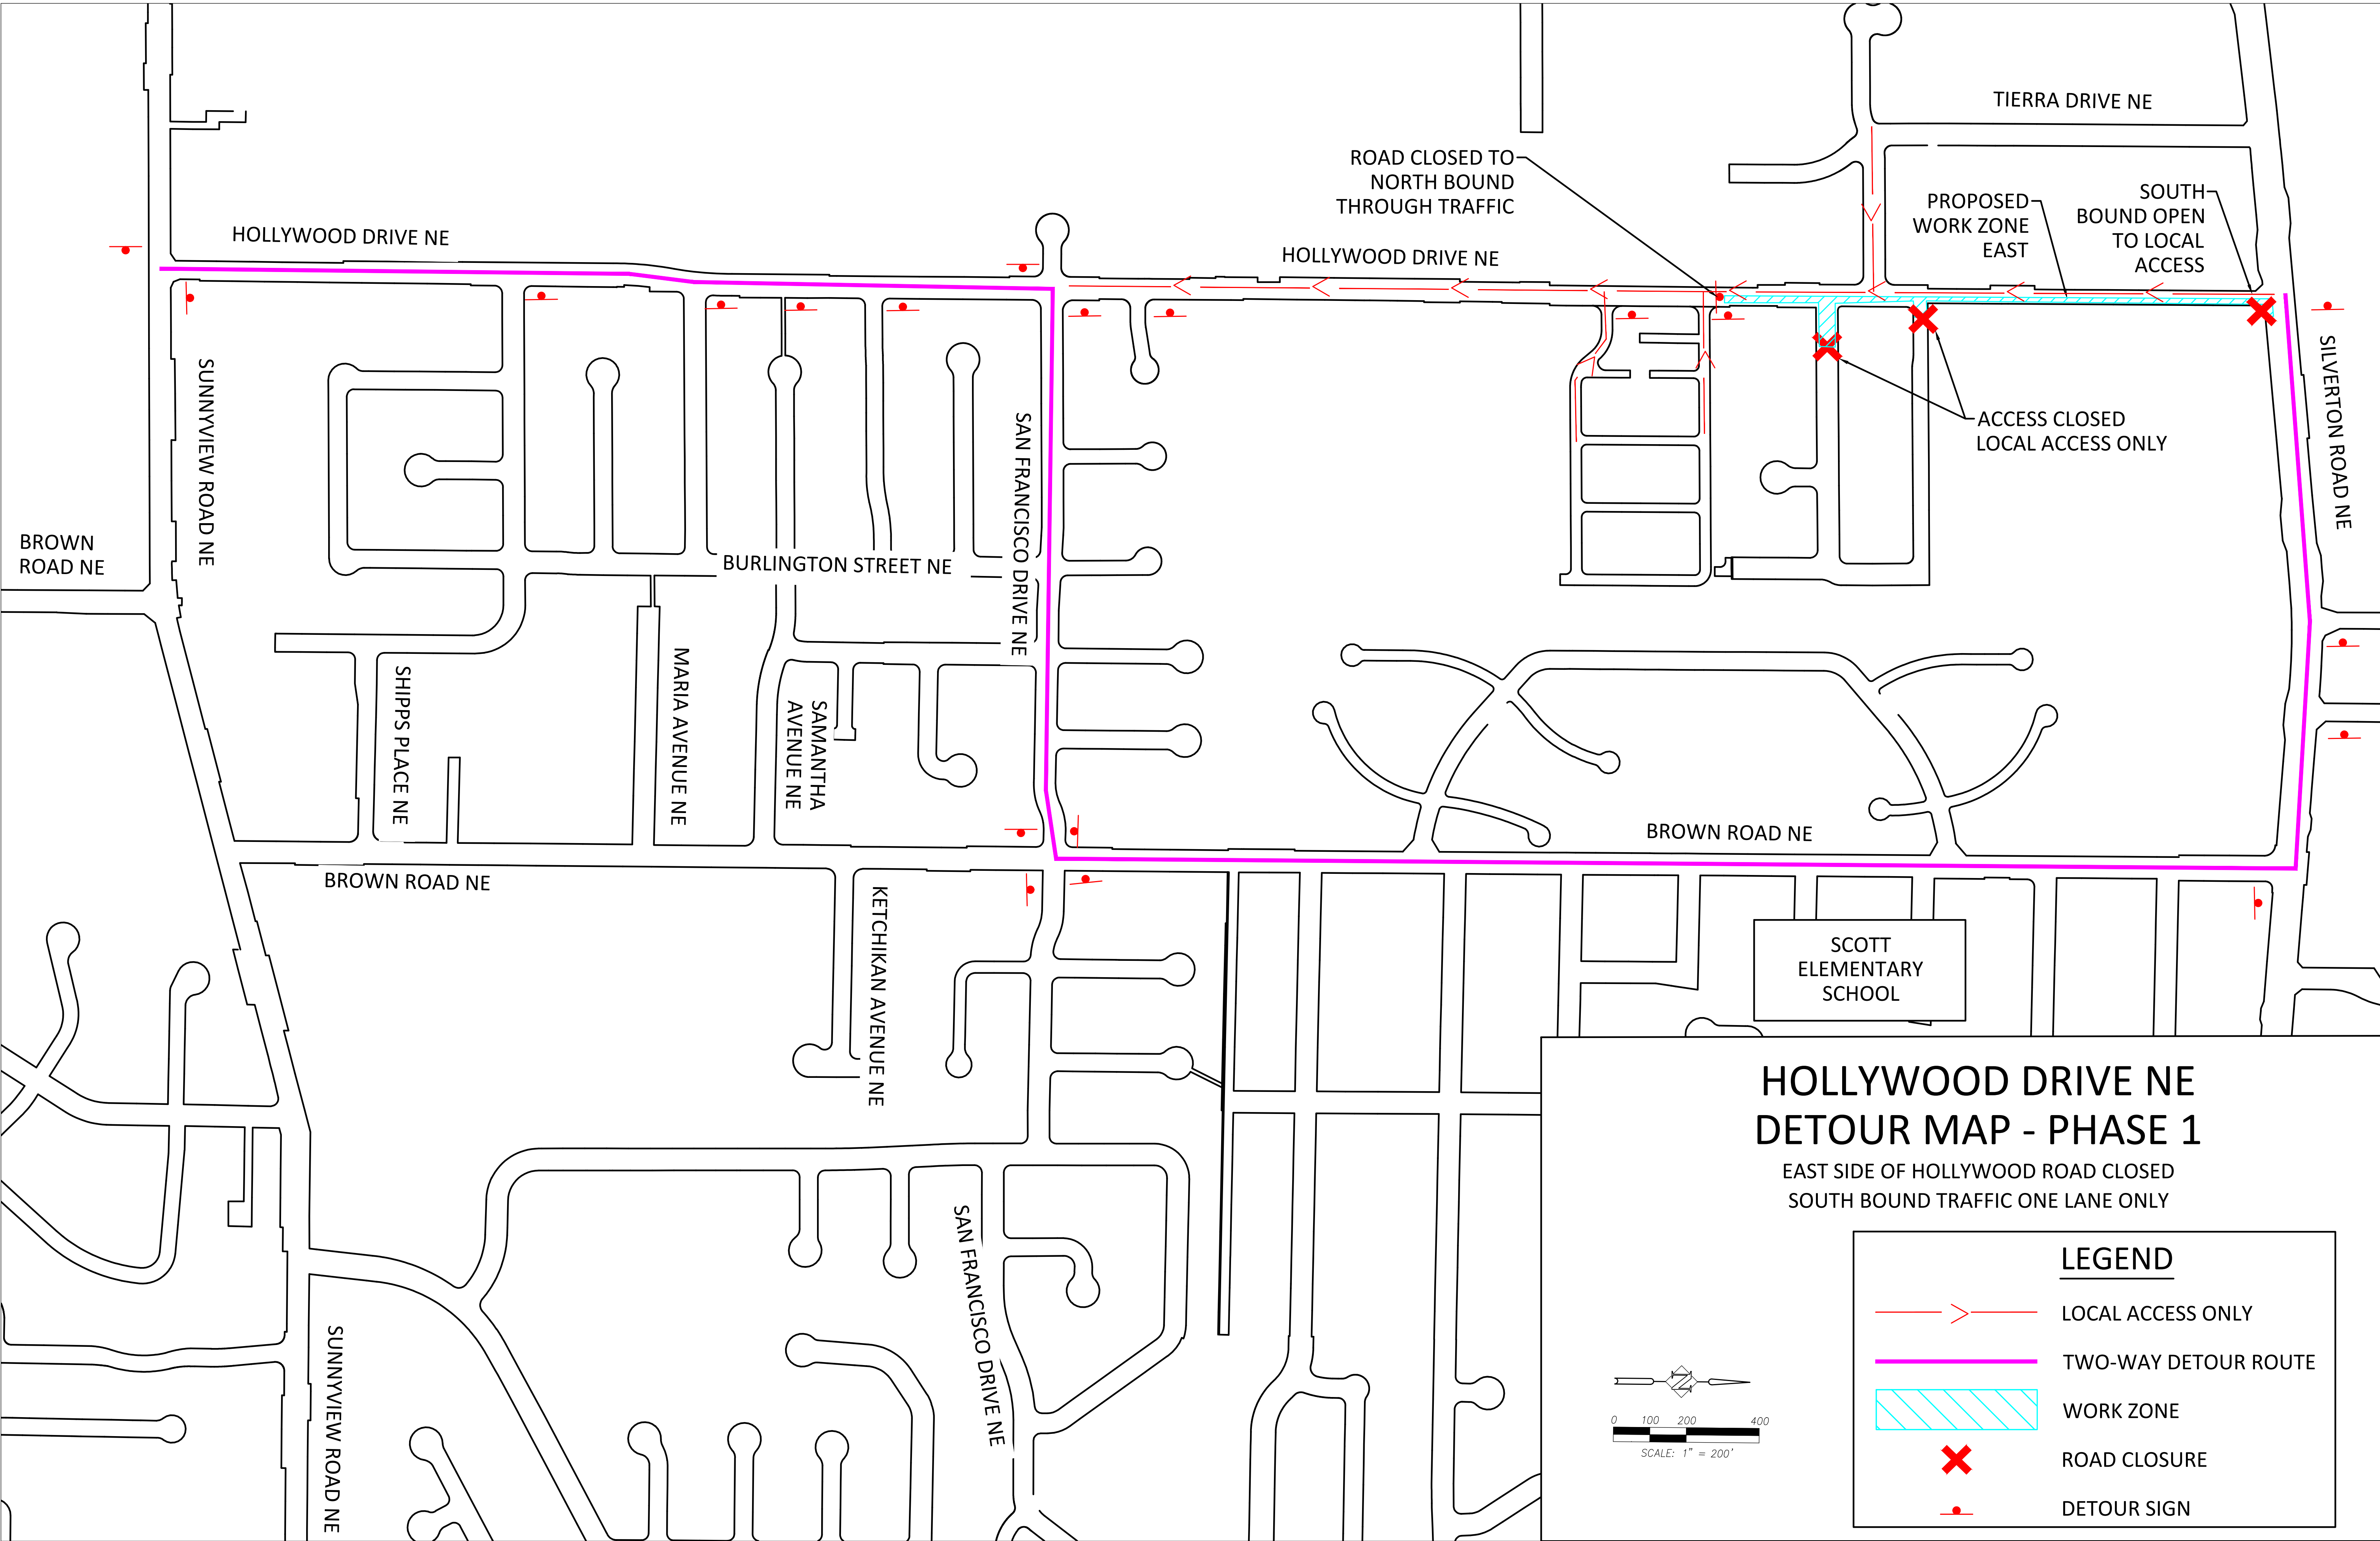 TIERRA DRIVE NE
ROAD CLOSED TO
NORTH BOUND
THROUGH TRAFFIC
PROPOSED
WORK ZONE
EAST
SOUTH
BOUND OPEN
TO LOCAL
ACCESS
HOLLYWOOD DRIVE NE
HOLLYWOOD DRIVE NE
SUNNYVIEW ROAD NE
SAN FRANCISCO DRIVE NE
SILVERTON ROAD NE
ACCESS CLOSED
LOCAL ACCESS ONLY
BROWN
ROAD NE
BURLINGTON STREET NE
SHIPPS PLACE NE
MARIA AVENUE NE
SAMANTHA
AVENUE NE
BROWN ROAD NE
BROWN ROAD NE
KETCHIKAN AVENUE NE
SCOTT
ELEMENTARY
SCHOOL
SAN FRANCISCO DRIVE NE
SUNNYVIEW ROAD NE
HOLLYWOOD DRIVE NE
DETOUR MAP - PHASE 1
EAST SIDE OF HOLLYWOOD ROAD CLOSED
SOUTH BOUND TRAFFIC ONE LANE ONLY
LEGEND
LOCAL ACCESS ONLY
TWO-WAY DETOUR ROUTE
WORK ZONE
ROAD CLOSURE
DETOUR SIGN
N
0 100 200 400
SCALE: 1" = 200'